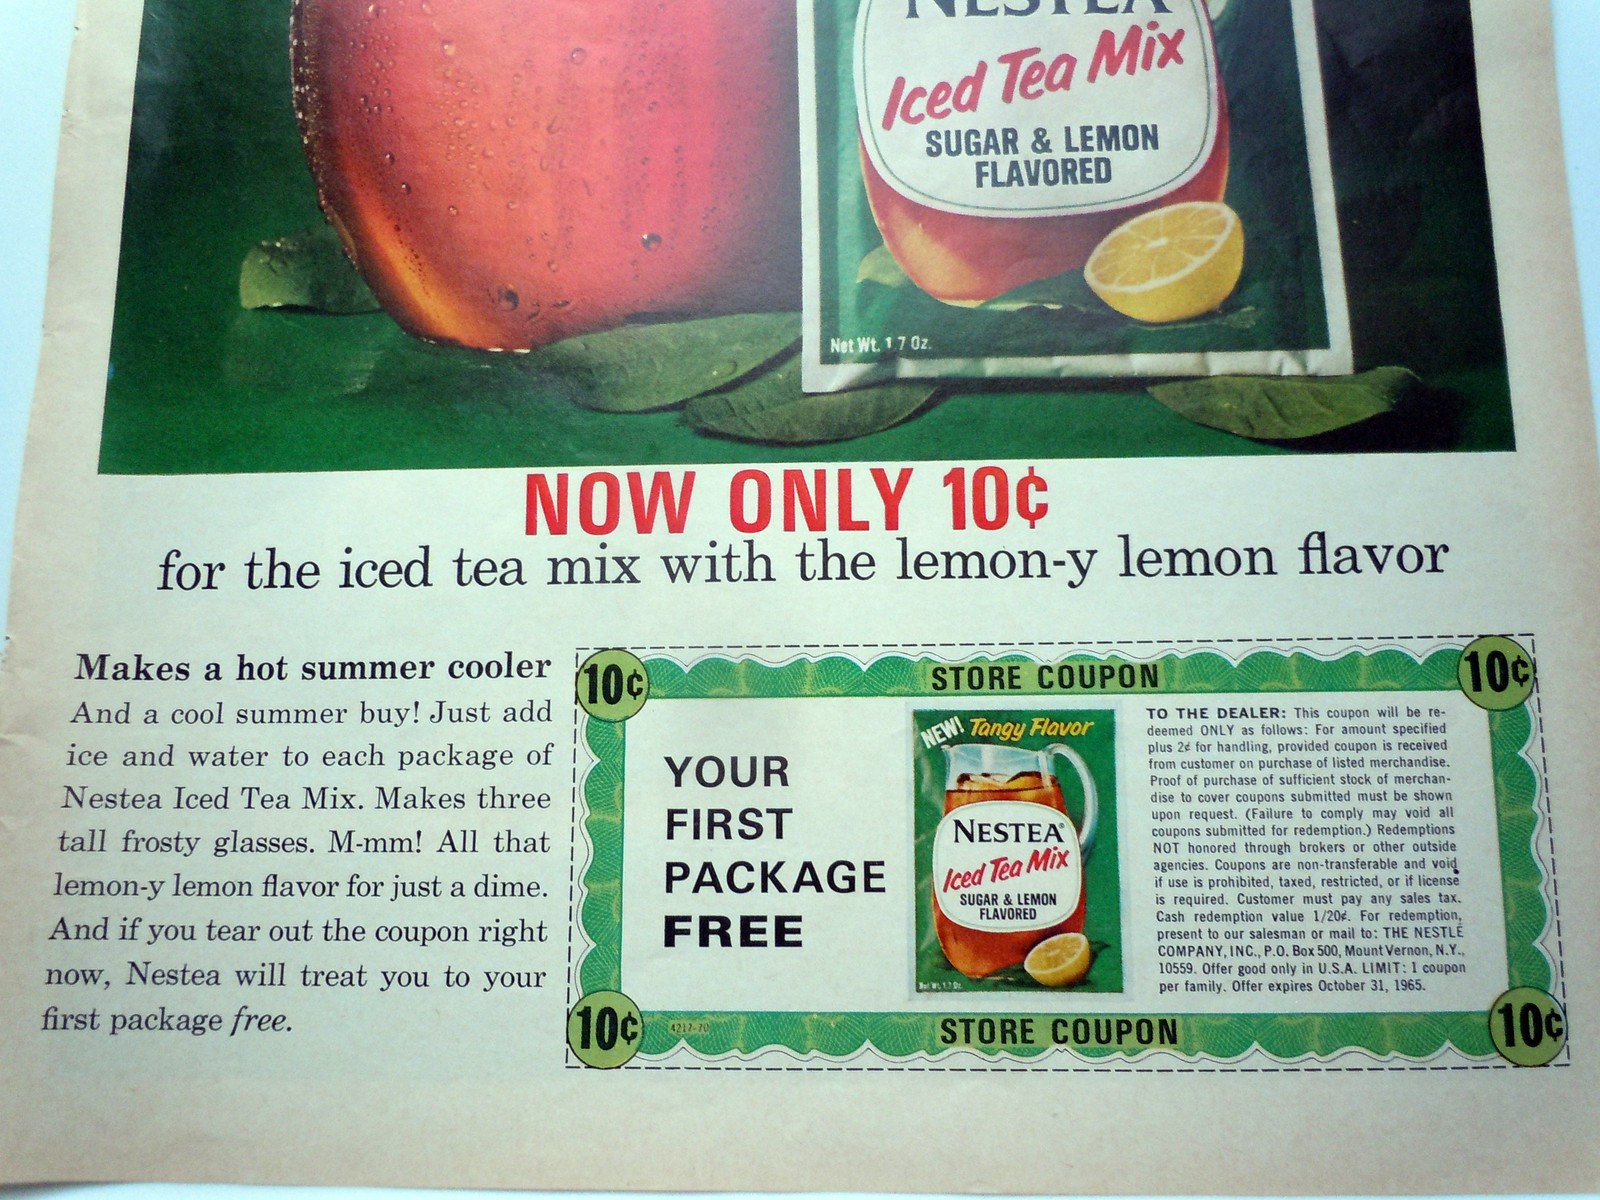 NESTEA
Iced Tea Mix
SUGAR & LEMON
FLAVORED
Net Wt. 1.7 Oz.
NOW ONLY 10¢
for the iced tea mix with the lemon-y lemon flavor
Makes a hot summer cooler
And a cool summer buy! Just add
ice and water to each package of
Nestea Iced Tea Mix. Makes three
tall frosty glasses. M-mm! All that
lemon-y lemon flavor for just a dime.
And if you tear out the coupon right
now, Nestea will treat you to your
first package free.
10¢ STORE COUPON 10¢
YOUR
FIRST
PACKAGE
FREE
NEW! Tangy Flavor
NESTEA®
Iced Tea Mix
SUGAR & LEMON
FLAVORED
Net Wt. 1.7 Oz.
TO THE DEALER: This coupon will be re-
deemed ONLY as follows: For amount specified
plus 2¢ for handling, provided coupon is received
from customer on purchase of listed merchandise.
Proof of purchase of sufficient stock of merchan-
dise to cover coupons submitted must be shown
upon request. (Failure to comply may void all
coupons submitted for redemption.) Redemptions
NOT honored through brokers or other outside
agencies. Coupons are non-transferable and void
if use is prohibited, taxed, restricted, or if license
is required. Customer must pay any sales tax.
Cash redemption value 1/20¢. For redemption,
present to our salesman or mail to: THE NESTLÉ
COMPANY, INC., P.O. Box 500, Mount Vernon, N.Y.,
10559. Offer good only in U.S.A. LIMIT: 1 coupon
per family. Offer expires October 31, 1965.
10¢ 4217-70 STORE COUPON 10¢